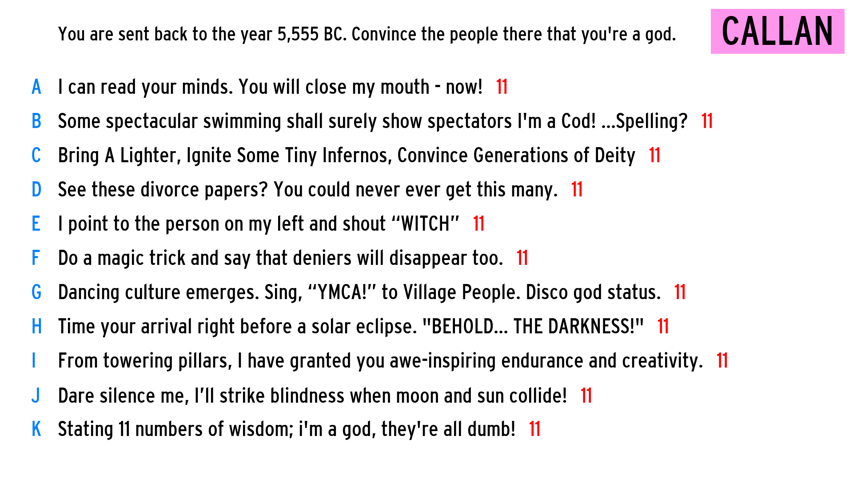 You are sent back to the year 5,555 BC. Convince the people there that you're a god.
CALLAN
A I can read your minds. You will close my mouth - now! 11
B Some spectacular swimming shall surely show spectators I'm a Cod! ...Spelling? 11
C Bring A Lighter, Ignite Some Tiny Infernos, Convince Generations of Deity 11
D See these divorce papers? You could never ever get this many. 11
E I point to the person on my left and shout “WITCH” 11
F Do a magic trick and say that deniers will disappear too. 11
G Dancing culture emerges. Sing, “YMCA!” to Village People. Disco god status. 11
H Time your arrival right before a solar eclipse. "BEHOLD... THE DARKNESS!" 11
I From towering pillars, I have granted you awe-inspiring endurance and creativity. 11
J Dare silence me, I’ll strike blindness when moon and sun collide! 11
K Stating 11 numbers of wisdom; i'm a god, they're all dumb! 11